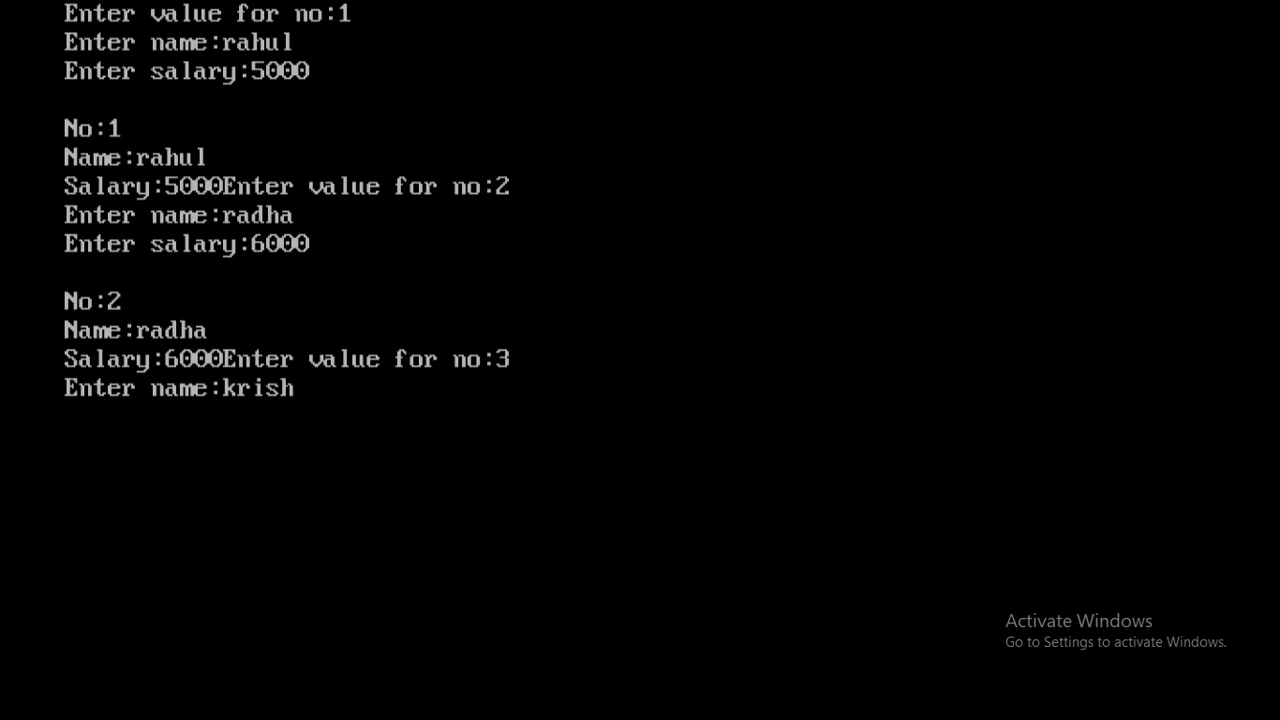 Enter value for no:1
Enter name:rahul
Enter salary:5000
No:1
Name:rahul
Salary:5000Enter value for no:2
Enter name:radha
Enter salary:6000
No:2
Name:radha
Salary:6000Enter value for no:3
Enter name:krish
Activate Windows
Go to Settings to activate Windows.